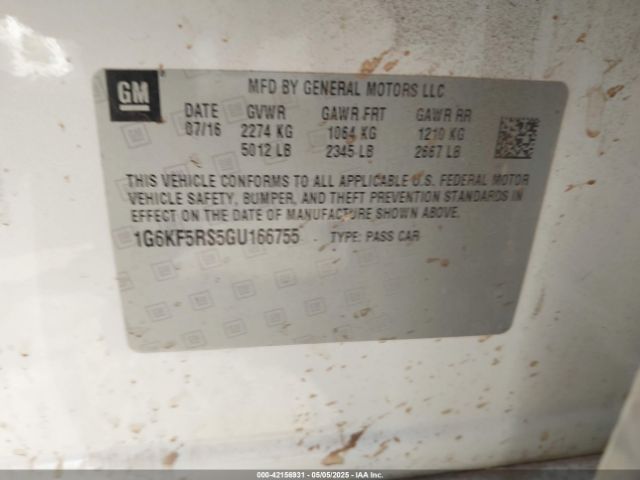 GM
MFD BY GENERAL MOTORS LLC
DATE GVWR GAWR FRT GAWR RR
07/16 2274 KG 1064 KG 1210 KG
5012 LB 2345 LB 2667 LB
THIS VEHICLE CONFORMS TO ALL APPLICABLE U.S. FEDERAL MOTOR
VEHICLE SAFETY, BUMPER, AND THEFT PREVENTION STANDARDS IN
EFFECT ON THE DATE OF MANUFACTURE SHOWN ABOVE.
1G6KF5RS5GU166755 TYPE: PASS CAR
000-42156931 - 05/05/2025 - IAAI.COM